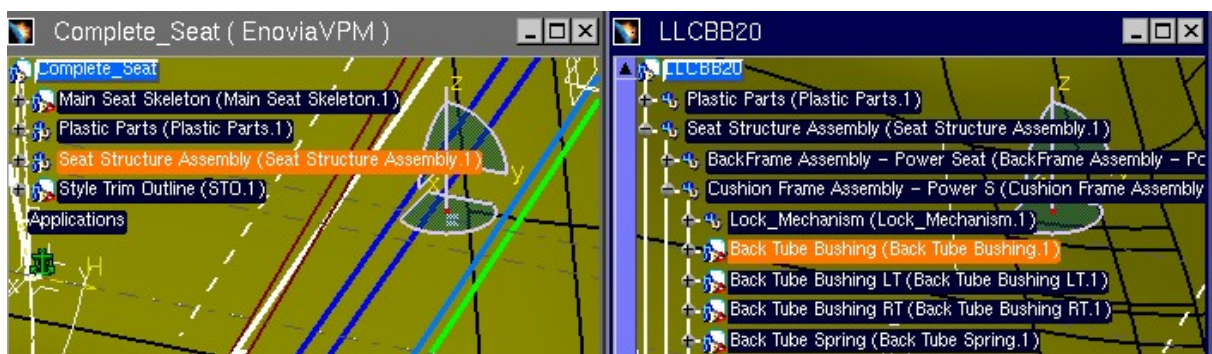 Complete_Seat ( EnoviaVPM )
Complete_Seat
Main Seat Skeleton (Main Seat Skeleton.1)
Plastic Parts (Plastic Parts.1)
Seat Structure Assembly (Seat Structure Assembly.1)
Style Trim Outline (STO.1)
Applications
z
y
x
H
LLCBB20
LLCBB20
Plastic Parts (Plastic Parts.1)
Seat Structure Assembly (Seat Structure Assembly.1)
BackFrame Assembly – Power Seat (BackFrame Assembly – Po
Cushion Frame Assembly – Power S (Cushion Frame Assembly
Lock_Mechanism (Lock_Mechanism.1)
Back Tube Bushing (Back Tube Bushing.1)
Back Tube Bushing LT (Back Tube Bushing LT.1)
Back Tube Bushing RT (Back Tube Bushing RT.1)
Back Tube Spring (Back Tube Spring.1)
z